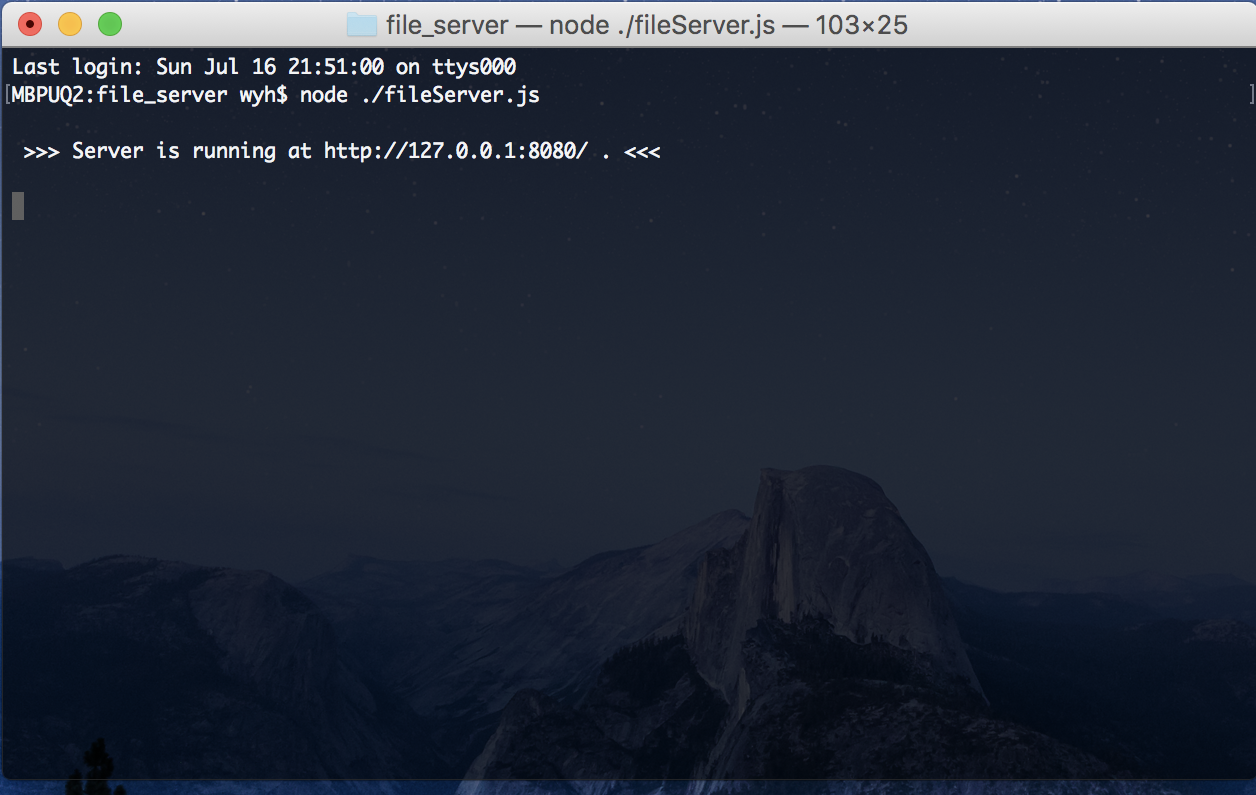 file_server — node ./fileServer.js — 103×25
Last login: Sun Jul 16 21:51:00 on ttys000
[MBPUQ2:file_server wyh$ node ./fileServer.js ]
>>> Server is running at http://127.0.0.1:8080/ . <<<